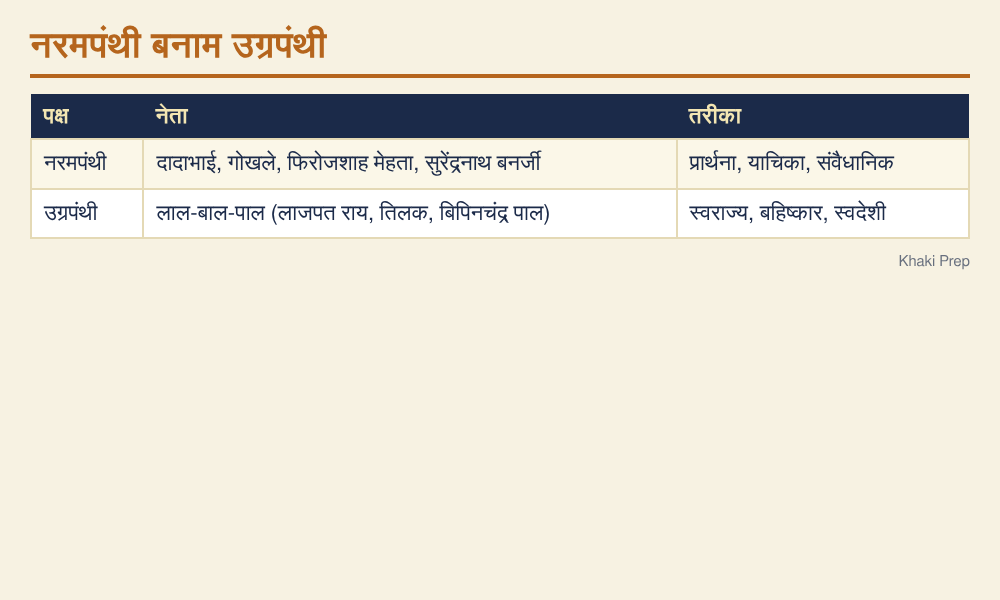 नरमपंथी बनाम उग्रपंथी
पक्ष नेता तरीका
नरमपंथी दादाभाई, गोखले, फिरोजशाह मेहता, सुरेंद्रनाथ बनर्जी प्रार्थना, याचिका, संवैधानिक
उग्रपंथी लाल-बाल-पाल (लाजपत राय, तिलक, बिपिनचंद्र पाल) स्वराज्य, बहिष्कार, स्वदेशी
Khaki Prep